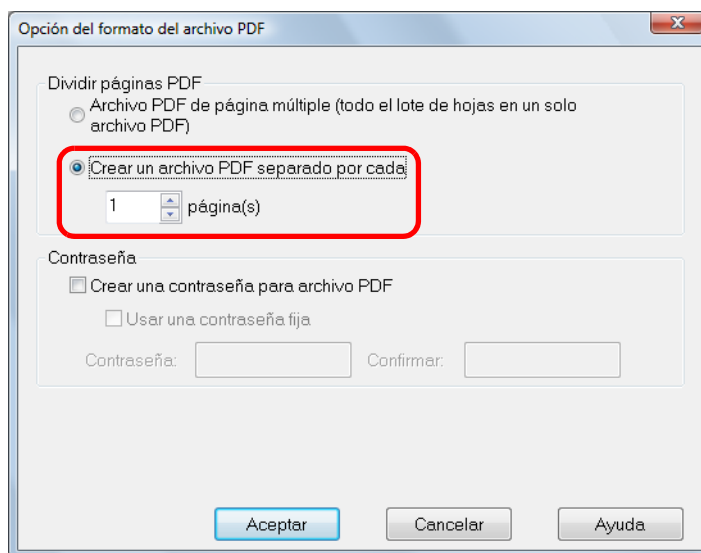 Opción del formato del archivo PDF
Dividir páginas PDF
Archivo PDF de página múltiple (todo el lote de hojas en un solo
archivo PDF)
Crear un archivo PDF separado por cada
1 página(s)
Contraseña
Crear una contraseña para archivo PDF
Usar una contraseña fija
Contraseña: Confirmar:
Aceptar Cancelar Ayuda